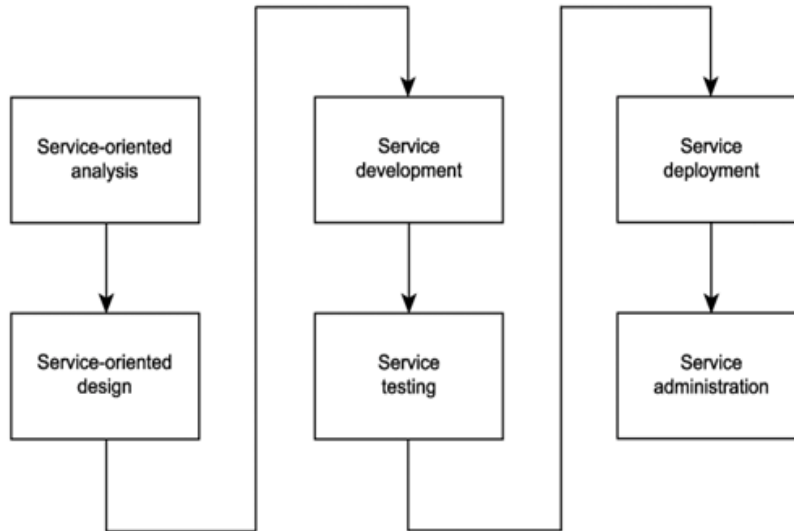 Service-oriented
analysis
Service-oriented
design
Service
development
Service
testing
Service
deployment
Service
administration